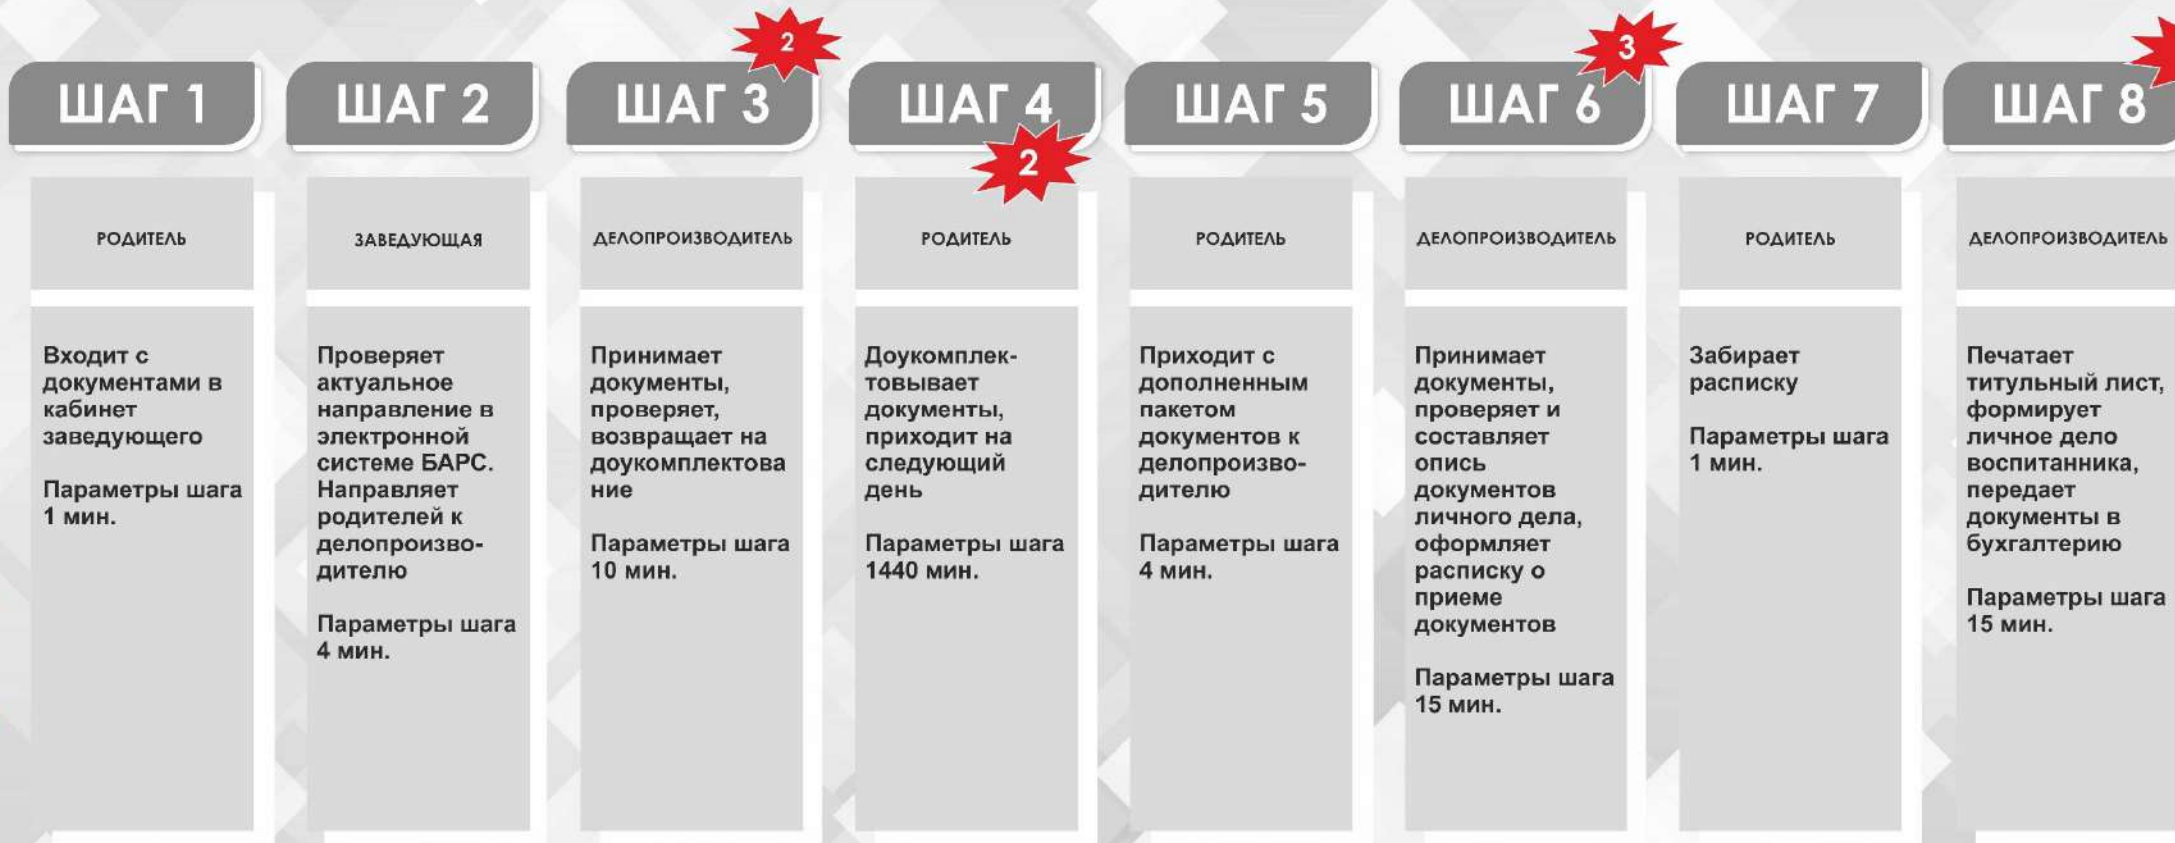 2
3
ШАГ 1
ШАГ 2
ШАГ 3
ШАГ 4
ШАГ 5
ШАГ 6
ШАГ 7
ШАГ 8
2
РОДИТЕЛЬ
ЗАВЕДУЮЩАЯ
ДЕЛОПРОИЗВОДИТЕЛЬ
РОДИТЕЛЬ
РОДИТЕЛЬ
ДЕЛОПРОИЗВОДИТЕЛЬ
РОДИТЕЛЬ
ДЕЛОПРОИЗВОДИТЕЛЬ
Входит с
документами в
кабинет
заведующего
Параметры шага
1 мин.
Проверяет
актуальное
направление в
электронной
системе БАРС.
Направляет
родителей к
делопроизво-
дителю
Параметры шага
4 мин.
Принимает
документы,
проверяет,
возвращает на
доукомплектова
ние
Параметры шага
10 мин.
Доукомплек-
товывает
документы,
приходит на
следующий
день
Параметры шага
1440 мин.
Приходит с
дополненным
пакетом
документов к
делопроизво-
дителю
Параметры шага
4 мин.
Принимает
документы,
проверяет и
составляет
опись
документов
личного дела,
оформляет
расписку о
приеме
документов
Параметры шага
15 мин.
Забирает
расписку
Параметры шага
1 мин.
Печатает
титульный лист,
формирует
личное дело
воспитанника,
передает
документы в
бухгалтерию
Параметры шага
15 мин.